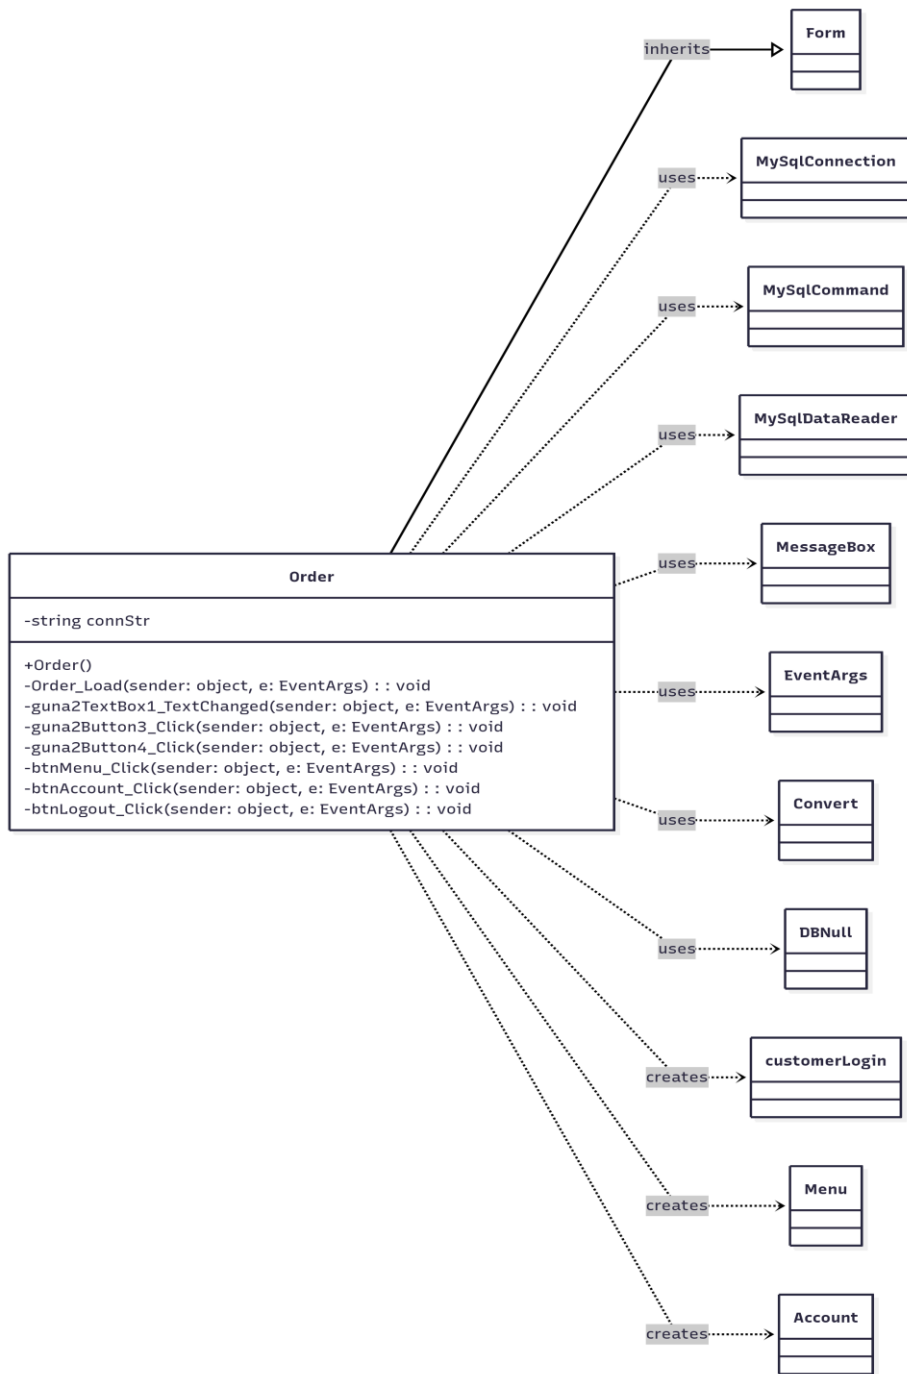 Form
inherits
MySqlConnection
uses
MySqlCommand
uses
MySqlDataReader
uses
MessageBox
uses
Order
-string connStr
+Order()
-Order_Load(sender: object, e: EventArgs) : : void
-guna2TextBox1_TextChanged(sender: object, e: EventArgs) : : void
-guna2Button3_Click(sender: object, e: EventArgs) : : void
-guna2Button4_Click(sender: object, e: EventArgs) : : void
-btnMenu_Click(sender: object, e: EventArgs) : : void
-btnAccount_Click(sender: object, e: EventArgs) : : void
-btnLogout_Click(sender: object, e: EventArgs) : : void
EventArgs
uses
Convert
uses
DBNull
uses
customerLogin
creates
Menu
creates
Account
creates